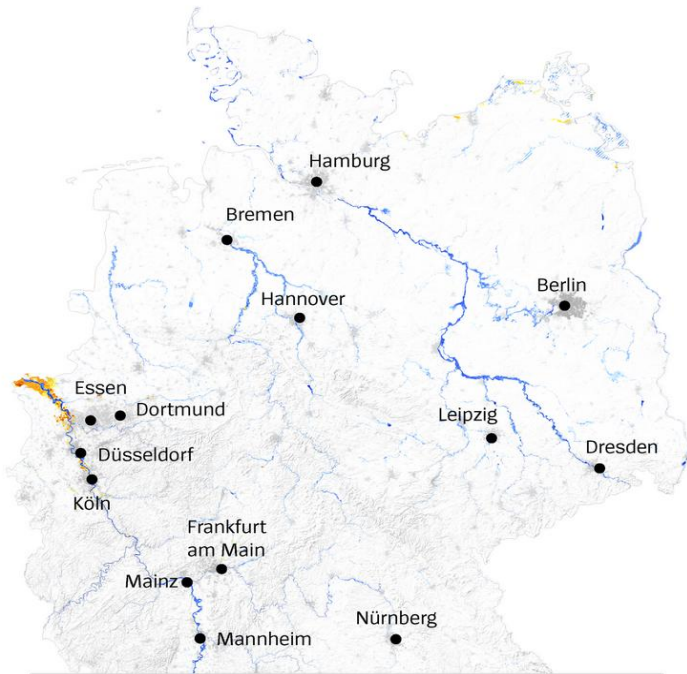 Hamburg
Bremen
Berlin
Hannover
Essen
Dortmund
Leipzig
Düsseldorf
Dresden
Köln
Frankfurt
am Main
Mainz
Nürnberg
Mannheim